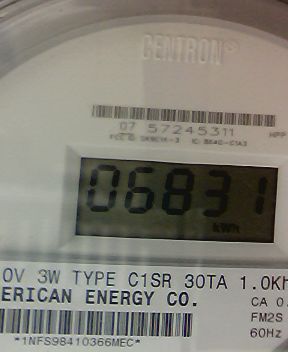 CENTRON®
07 57245311
HPP
06831
kWh
0V 3W TYPE C1SR 30TA 1.0Kh
ERICAN ENERGY CO.
CA 0.
FM2S
60Hz
*1NFS98410366MEC*